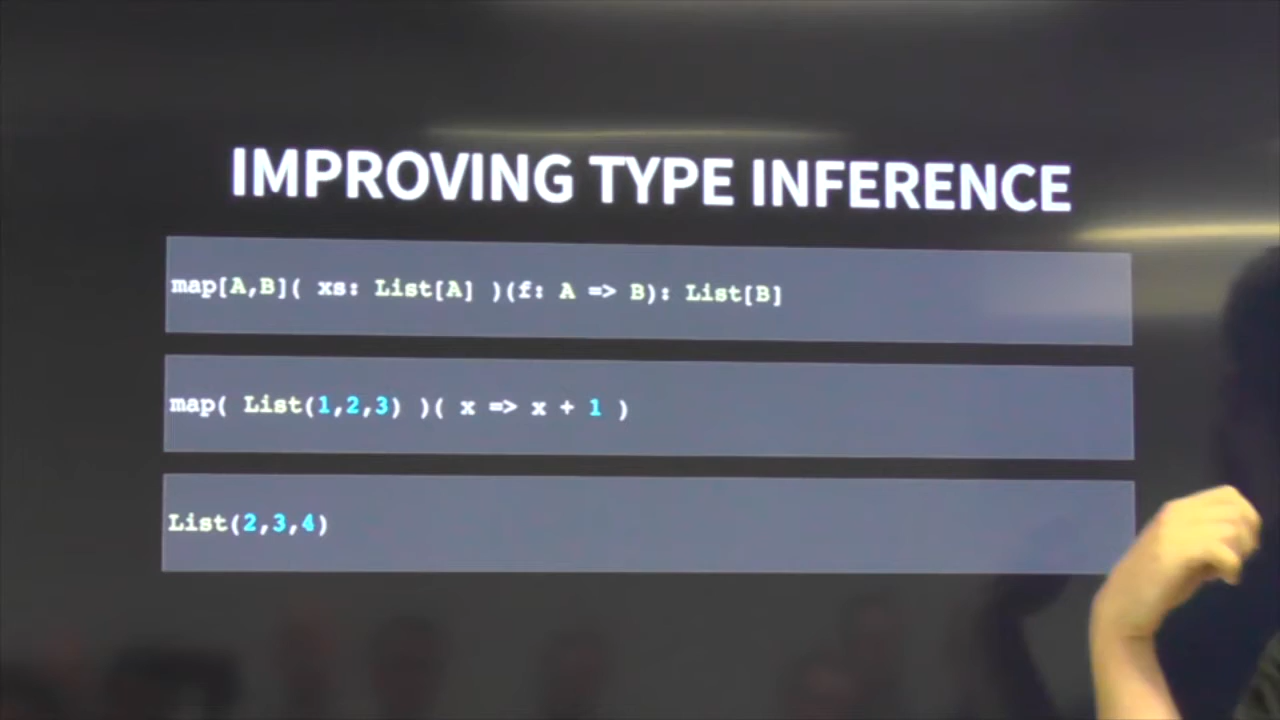 IMPROVING TYPE INFERENCE
map[A,B]( xs: List[A] )(f: A => B): List[B]
map( List(1,2,3) )( x => x + 1 )
List(2,3,4)